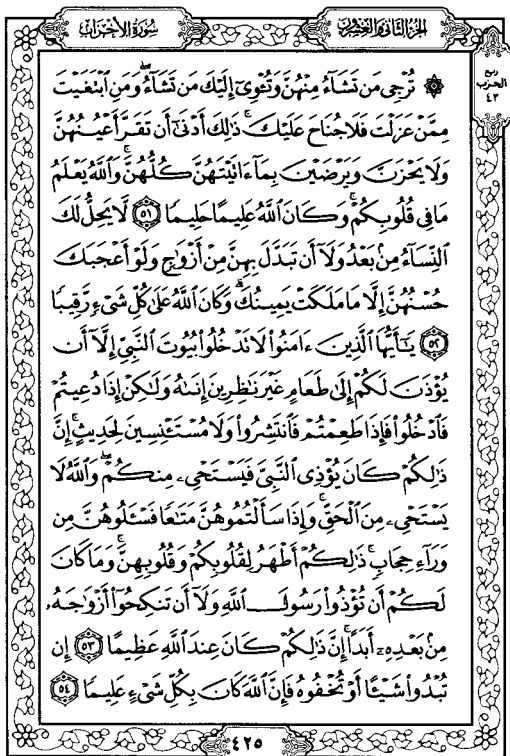 الجزء الثاني والعشرون
سورة الأحزاب
ربع
الحزب
٤٣
۞ تُرْجِي مَن تَشَآءُ مِنْهُنَّ وَتُـْٔوِىٓ إِلَيْكَ مَن تَشَآءُ ۖ وَمَنِ ٱبْتَغَيْتَ
مِمَّنْ عَزَلْتَ فَلَا جُنَاحَ عَلَيْكَ ۚ ذَٰلِكَ أَدْنَىٰٓ أَن تَقَرَّ أَعْيُنُهُنَّ
وَلَا يَحْزَنَّ وَيَرْضَيْنَ بِمَآ ءَاتَيْتَهُنَّ كُلُّهُنَّ ۚ وَٱللَّهُ يَعْلَمُ
مَا فِى قُلُوبِكُمْ ۚ وَكَانَ ٱللَّهُ عَلِيمًا حَلِيمًا ٥١ لَّا يَحِلُّ لَكَ
ٱلنِّسَآءُ مِنۢ بَعْدُ وَلَآ أَن تَبَدَّلَ بِهِنَّ مِنْ أَزْوَٰجٍ وَلَوْ أَعْجَبَكَ
حُسْنُهُنَّ إِلَّا مَا مَلَكَتْ يَمِينُكَ ۗ وَكَانَ ٱللَّهُ عَلَىٰ كُلِّ شَىْءٍ رَّقِيبًا
٥٢ يَـٰٓأَيُّهَا ٱلَّذِينَ ءَامَنُوا۟ لَا تَدْخُلُوا۟ بُيُوتَ ٱلنَّبِىِّ إِلَّآ أَن
يُؤْذَنَ لَكُمْ إِلَىٰ طَعَامٍ غَيْرَ نَـٰظِرِينَ إِنَىٰهُ وَلَـٰكِنْ إِذَا دُعِيتُمْ
فَٱدْخُلُوا۟ فَإِذَا طَعِمْتُمْ فَٱنتَشِرُوا۟ وَلَا مُسْتَـْٔنِسِينَ لِحَدِيثٍ ۚ إِنَّ
ذَٰلِكُمْ كَانَ يُؤْذِى ٱلنَّبِىَّ فَيَسْتَحْىِۦ مِنكُمْ ۖ وَٱللَّهُ لَا
يَسْتَحْىِۦ مِنَ ٱلْحَقِّ ۚ وَإِذَا سَأَلْتُمُوهُنَّ مَتَـٰعًا فَسْـَٔلُوهُنَّ مِن
وَرَآءِ حِجَابٍ ۚ ذَٰلِكُمْ أَطْهَرُ لِقُلُوبِكُمْ وَقُلُوبِهِنَّ ۚ وَمَا كَانَ
لَكُمْ أَن تُؤْذُوا۟ رَسُولَ ٱللَّهِ وَلَآ أَن تَنكِحُوٓا۟ أَزْوَٰجَهُۥ
مِنۢ بَعْدِهِۦٓ أَبَدًا ۚ إِنَّ ذَٰلِكُمْ كَانَ عِندَ ٱللَّهِ عَظِيمًا ٥٣ إِن
تُبْدُوا۟ شَيْـًٔا أَوْ تُخْفُوهُ فَإِنَّ ٱللَّهَ كَانَ بِكُلِّ شَىْءٍ عَلِيمًا ٥٤
٤٢٥